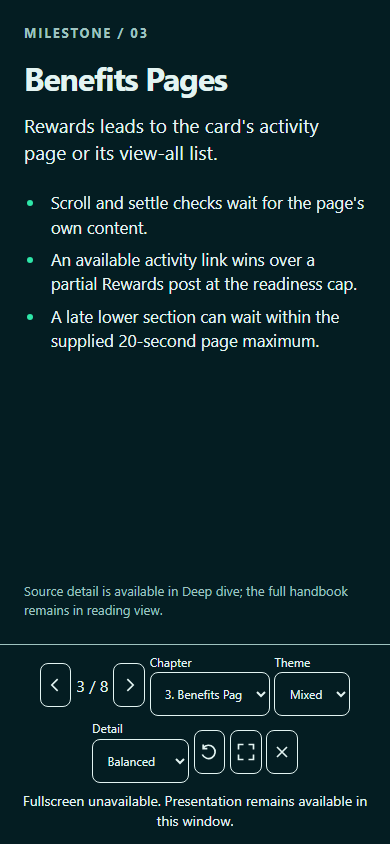 MILESTONE / 03
Benefits Pages
Rewards leads to the card's activity
page or its view-all list.
• Scroll and settle checks wait for the page's
own content.
• An available activity link wins over a
partial Rewards post at the readiness cap.
• A late lower section can wait within the
supplied 20-second page maximum.
Source detail is available in Deep dive; the full handbook
remains in reading view.
Chapter
Theme
3 / 8
3. Benefits Pag
Mixed
Detail
Balanced
Fullscreen unavailable. Presentation remains available in
this window.